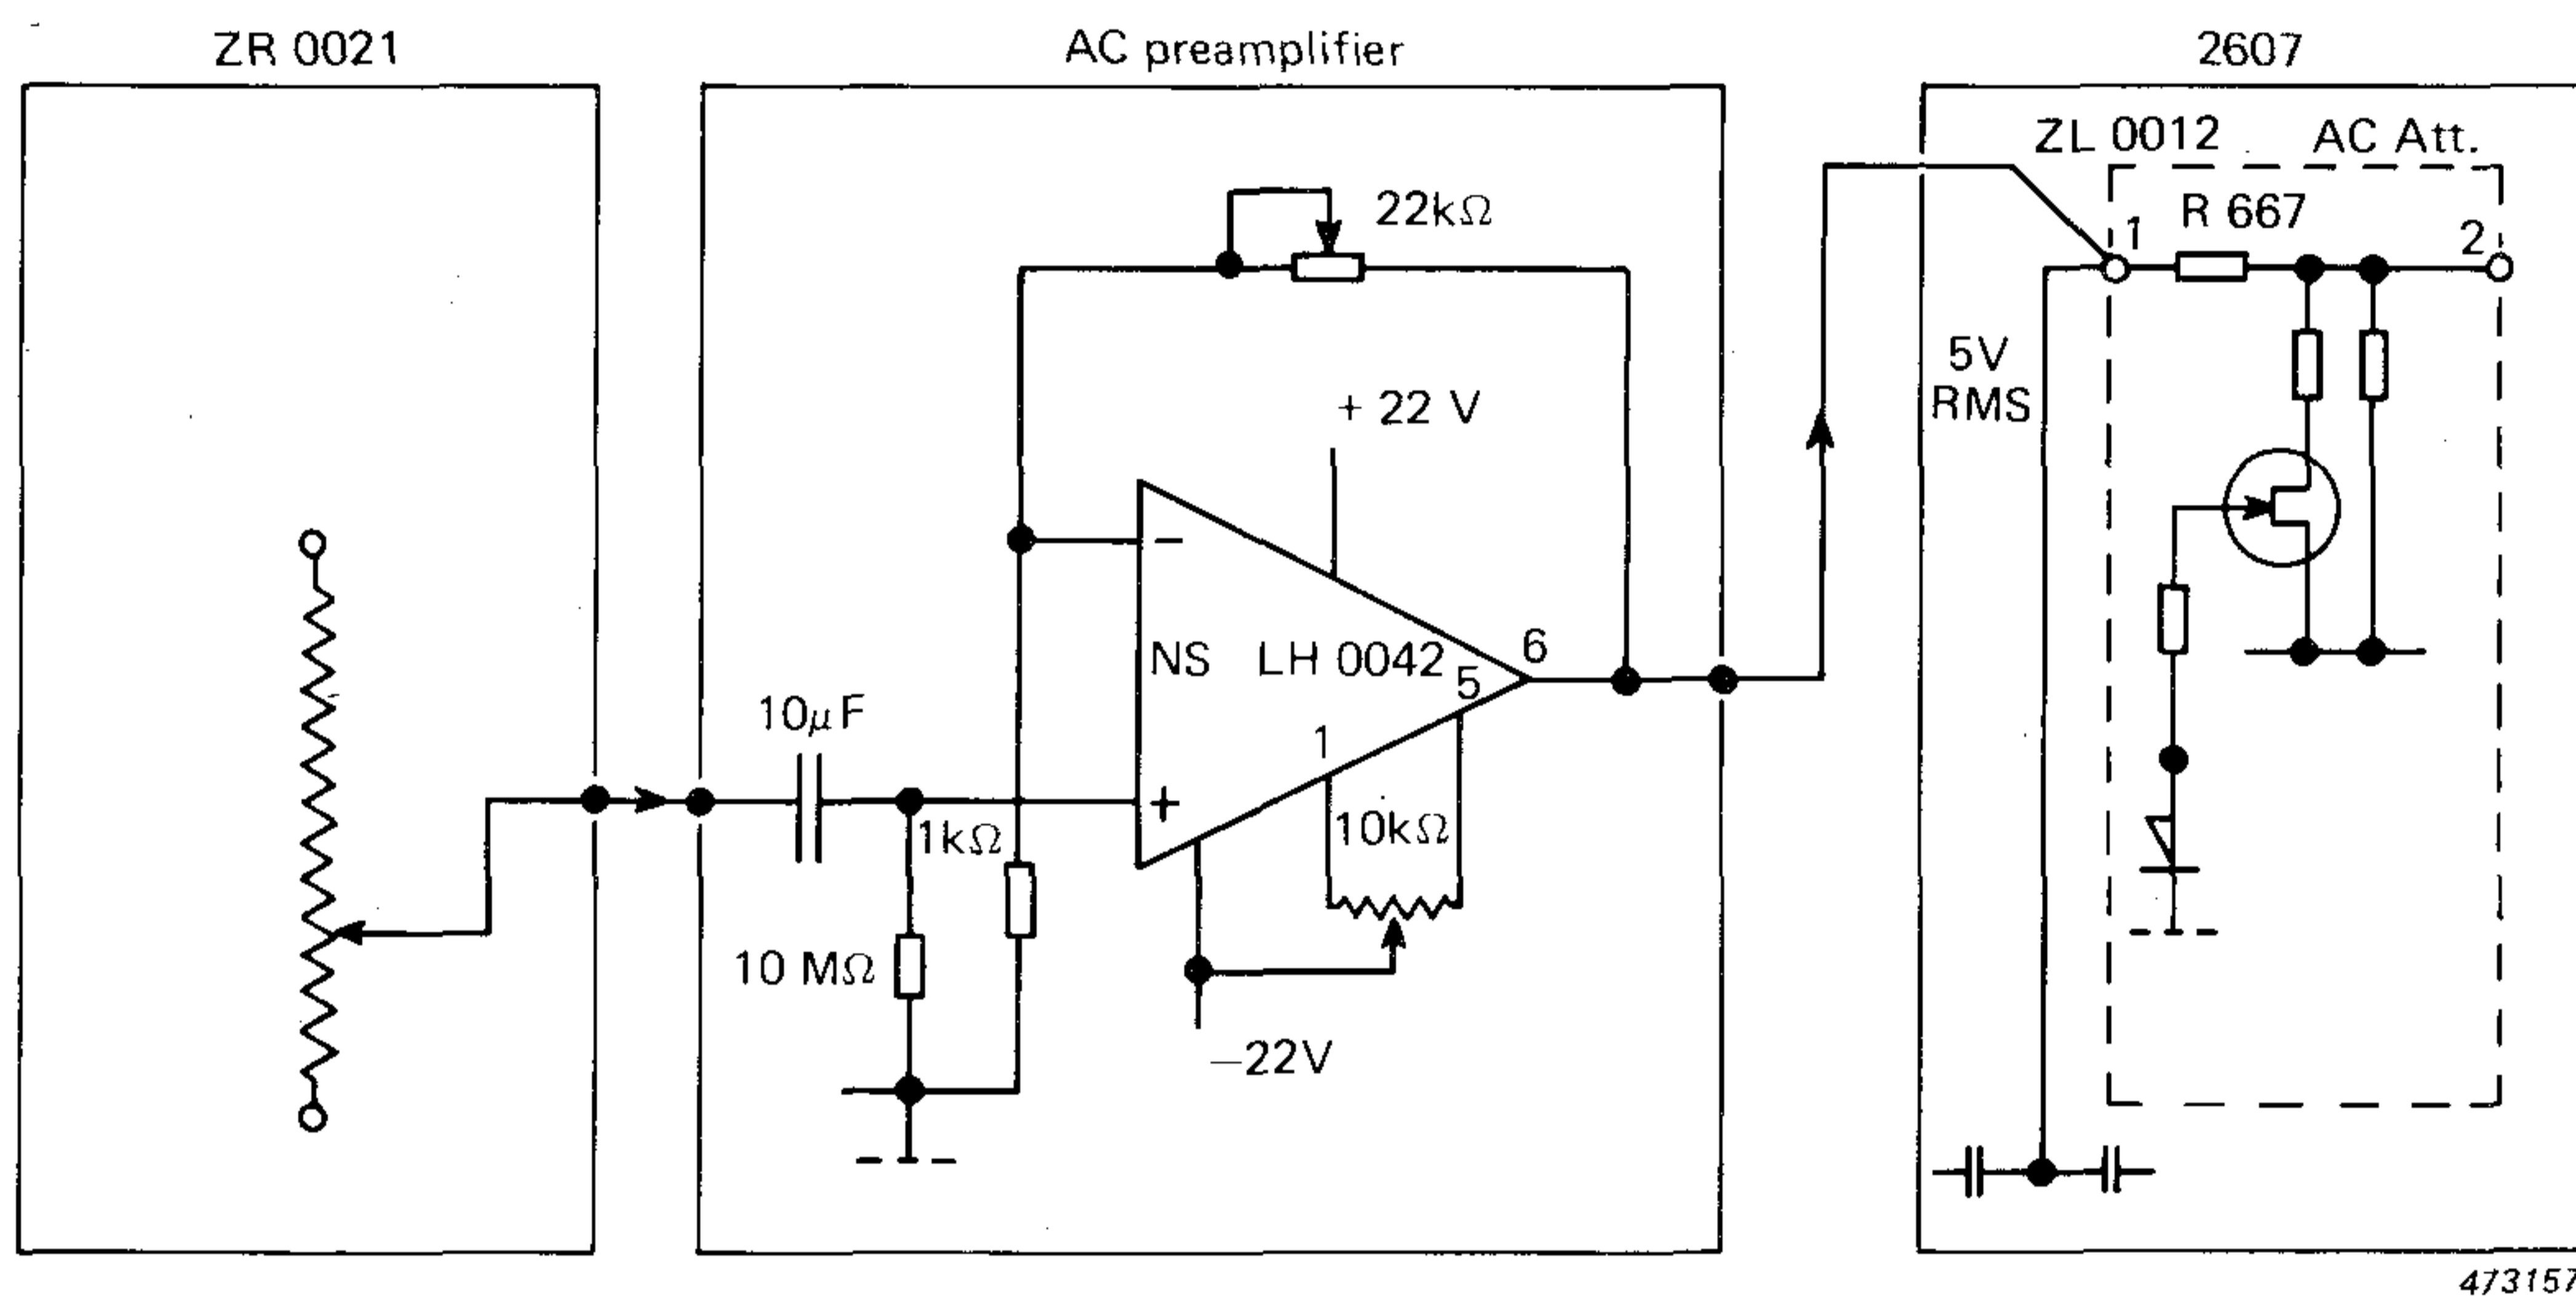 ZR 0021
AC preamplifier
2607
ZL 0012 AC Att.
22kΩ
R 667
1
2
5V
RMS
+ 22 V
−
NS LH 0042
6
5
10μF
1
+
1kΩ
10kΩ
10 MΩ
−22V
473157